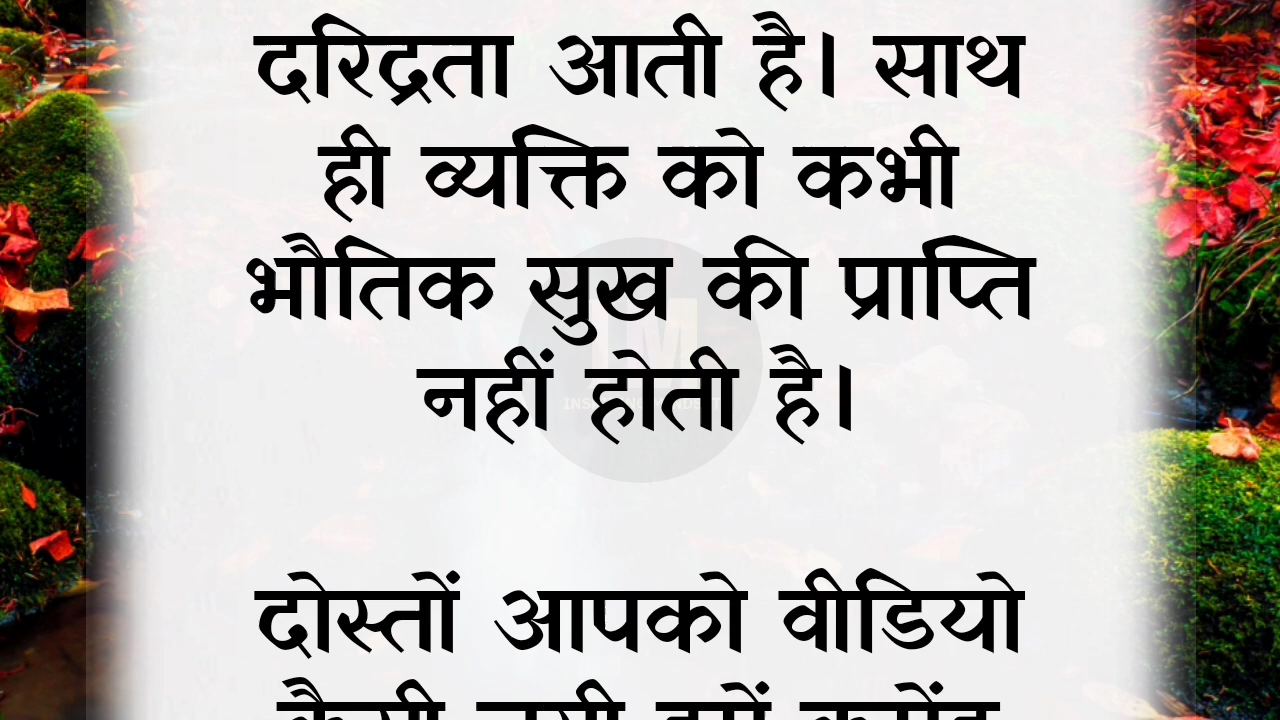 दरिद्रता आती है। साथ
ही व्यक्ति को कभी
भौतिक सुख की प्राप्ति
नहीं होती है।
दोस्तों आपको वीडियो